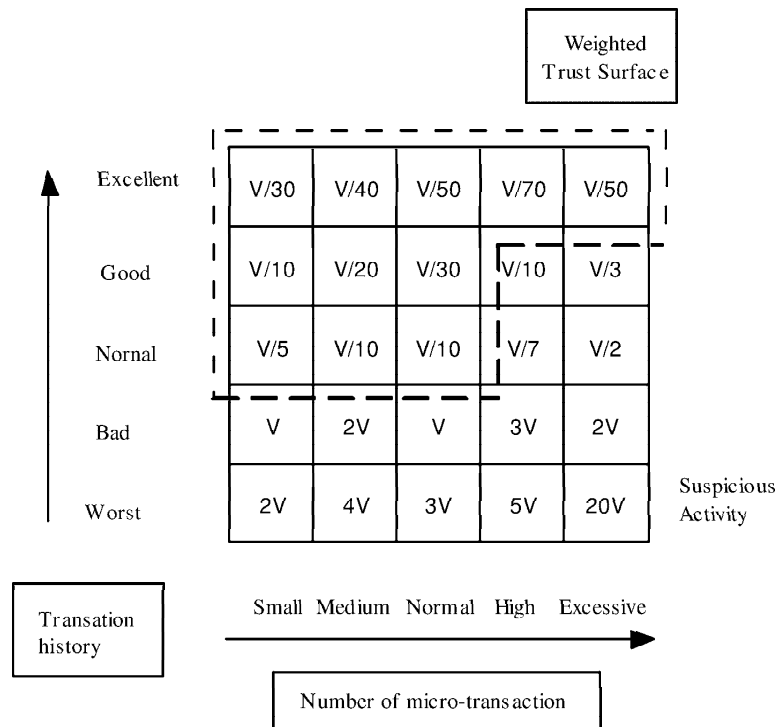 Weighted
Trust Surface
Excellent V/30 V/40 V/50 V/70 V/50
Good V/10 V/20 V/30 V/10 V/3
Nornal V/5 V/10 V/10 V/7 V/2
Bad V 2V V 3V 2V
Worst 2V 4V 3V 5V 20V
Suspicious
Activity
Small Medium Normal High Excessive
Transation
history
Number of micro-transaction